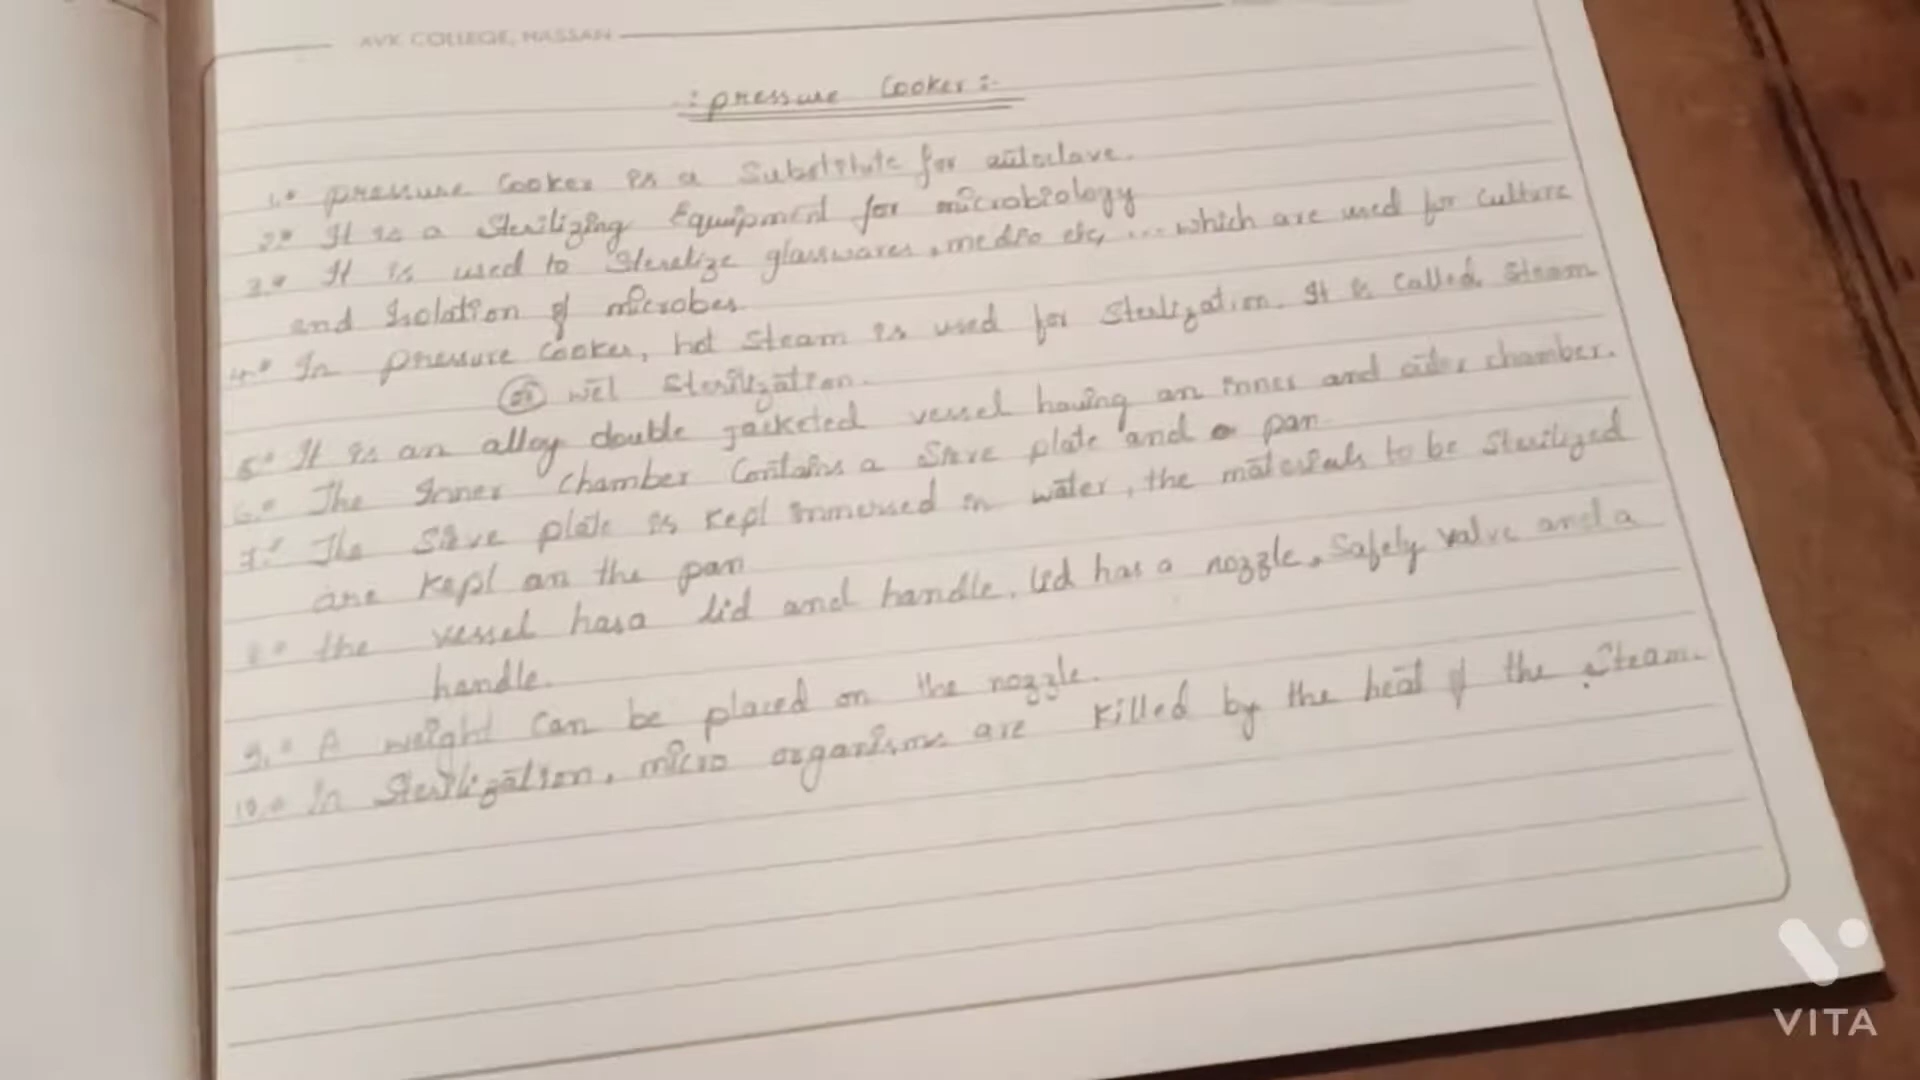 AVK COLLEGE, HASSAN
-: pressure Cooker :-
1.* pressure Cooker is a Substitute for autoclave.
2.* It is a Sterilizing Equipment for microbiology
3.* It is used to Steralize glasswares, media etc, ... which are used for culture
and Isolation of microbes.
4.* In pressure Cooker, hot steam is used for Sterilization. It is Called Steam
or wet Sterilization.
5.* It is an alloy double jacketed vessel having an inner and outer chamber.
6.* The Inner chamber Contains a Sieve plate and a pan.
7.* The Sieve plate is kept immersed in water, the materials to be Sterilized
are kept on the pan
8.* the vessel has a lid and handle. lid has a nozzle, Safety valve and a
handle.
9.* A weight Can be placed on the nozzle.
10.* In Sterilization, micro organisms are killed by the heat of the Steam.
VITA